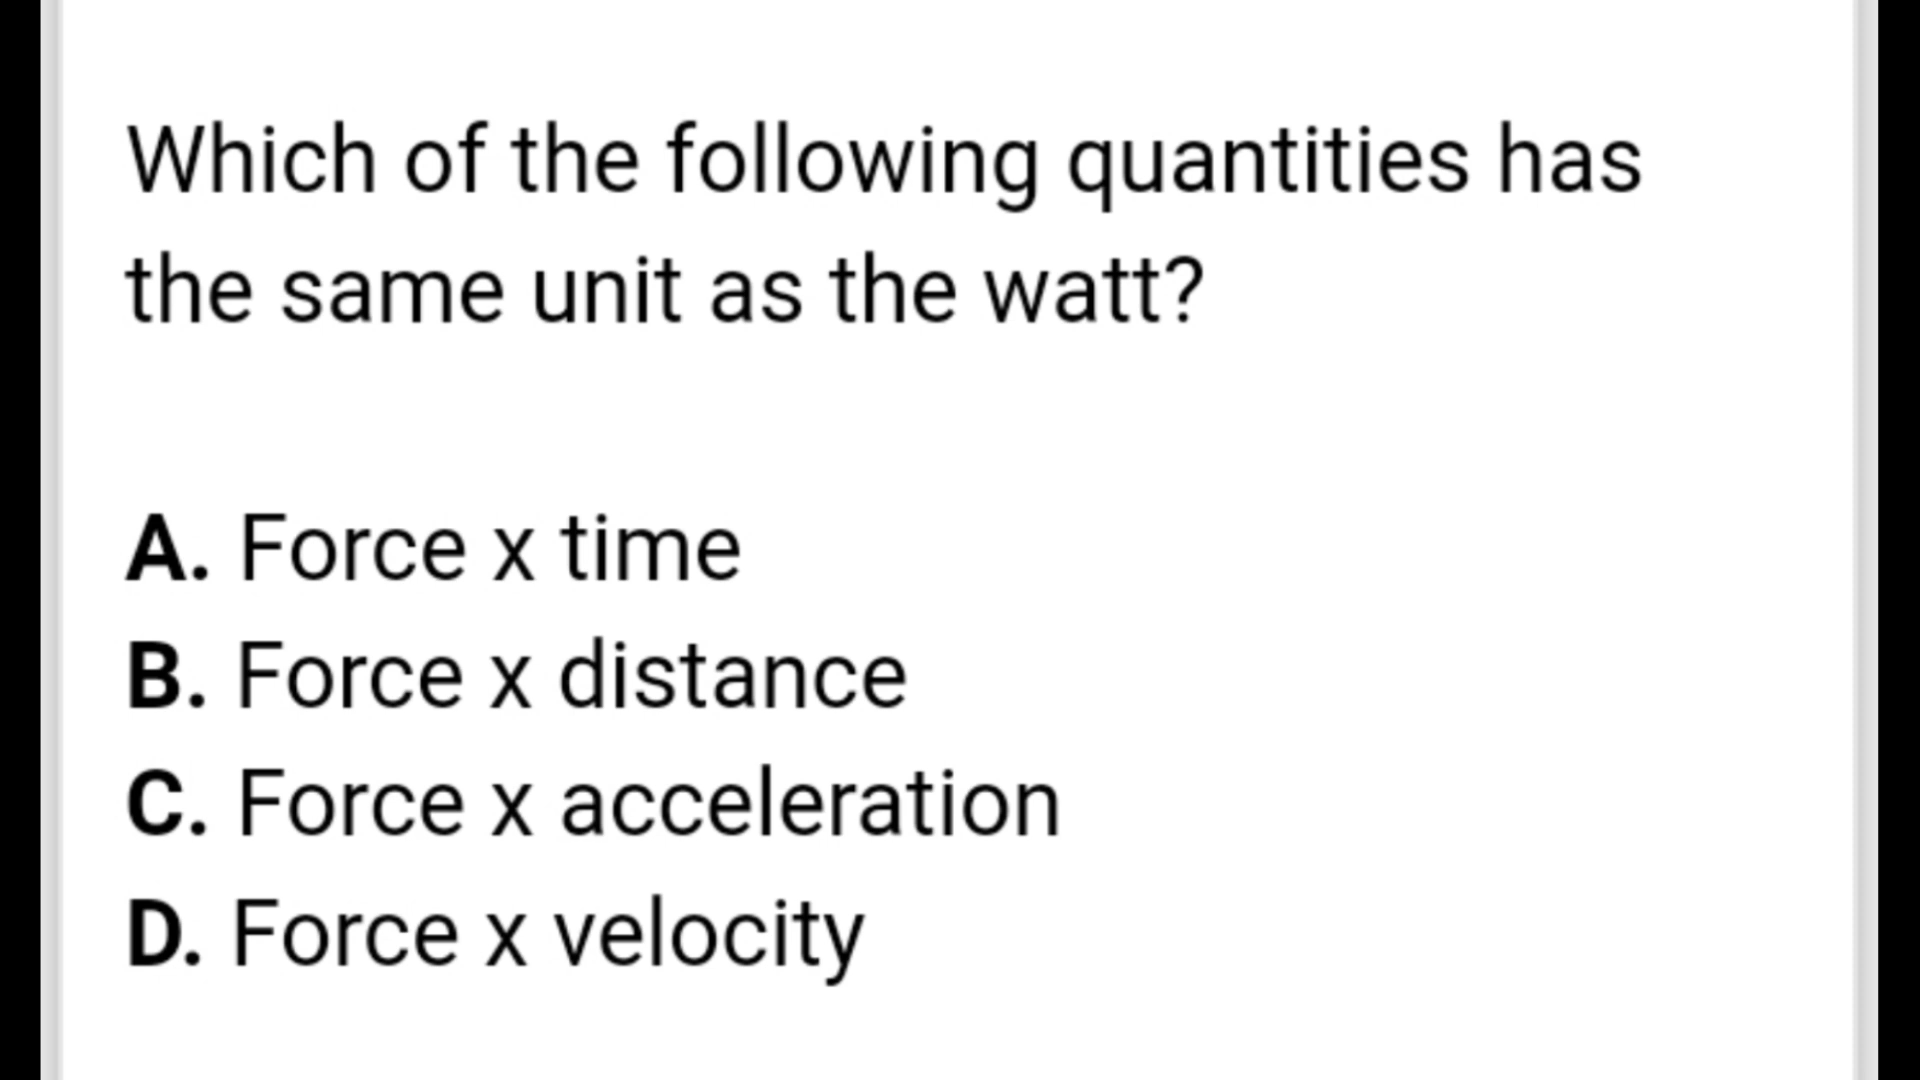 Which of the following quantities has
the same unit as the watt?
A. Force x time
B. Force x distance
C. Force x acceleration
D. Force x velocity